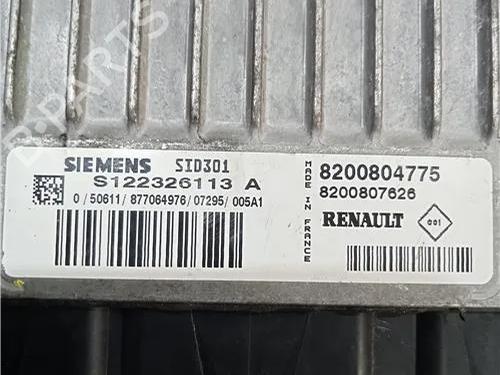 B-PARTS
SIEMENS SID301
S122326113 A
0 / 50611 / 877064976 / 07295 / 005A1
MADE IN FRANCE
8200804775
8200807626
RENAULT
001